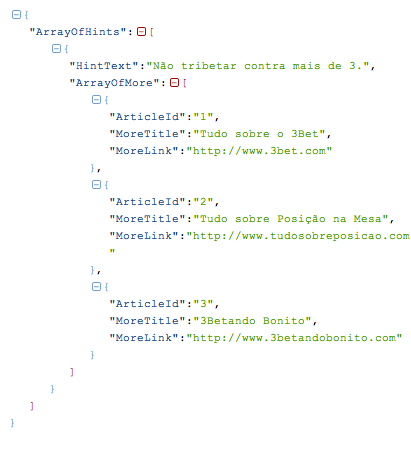 {
"ArrayOfHints":[
{
"HintText":"Não tribetar contra mais de 3.",
"ArrayOfMore":[
{
"ArticleId":"1",
"MoreTitle":"Tudo sobre o 3Bet",
"MoreLink":"http://www.3bet.com"
},
{
"ArticleId":"2",
"MoreTitle":"Tudo sobre Posição na Mesa",
"MoreLink":"http://www.tudosobreposicao.com
"
},
{
"ArticleId":"3",
"MoreTitle":"3Betando Bonito",
"MoreLink":"http://www.3betandobonito.com"
}
]
}
]
}